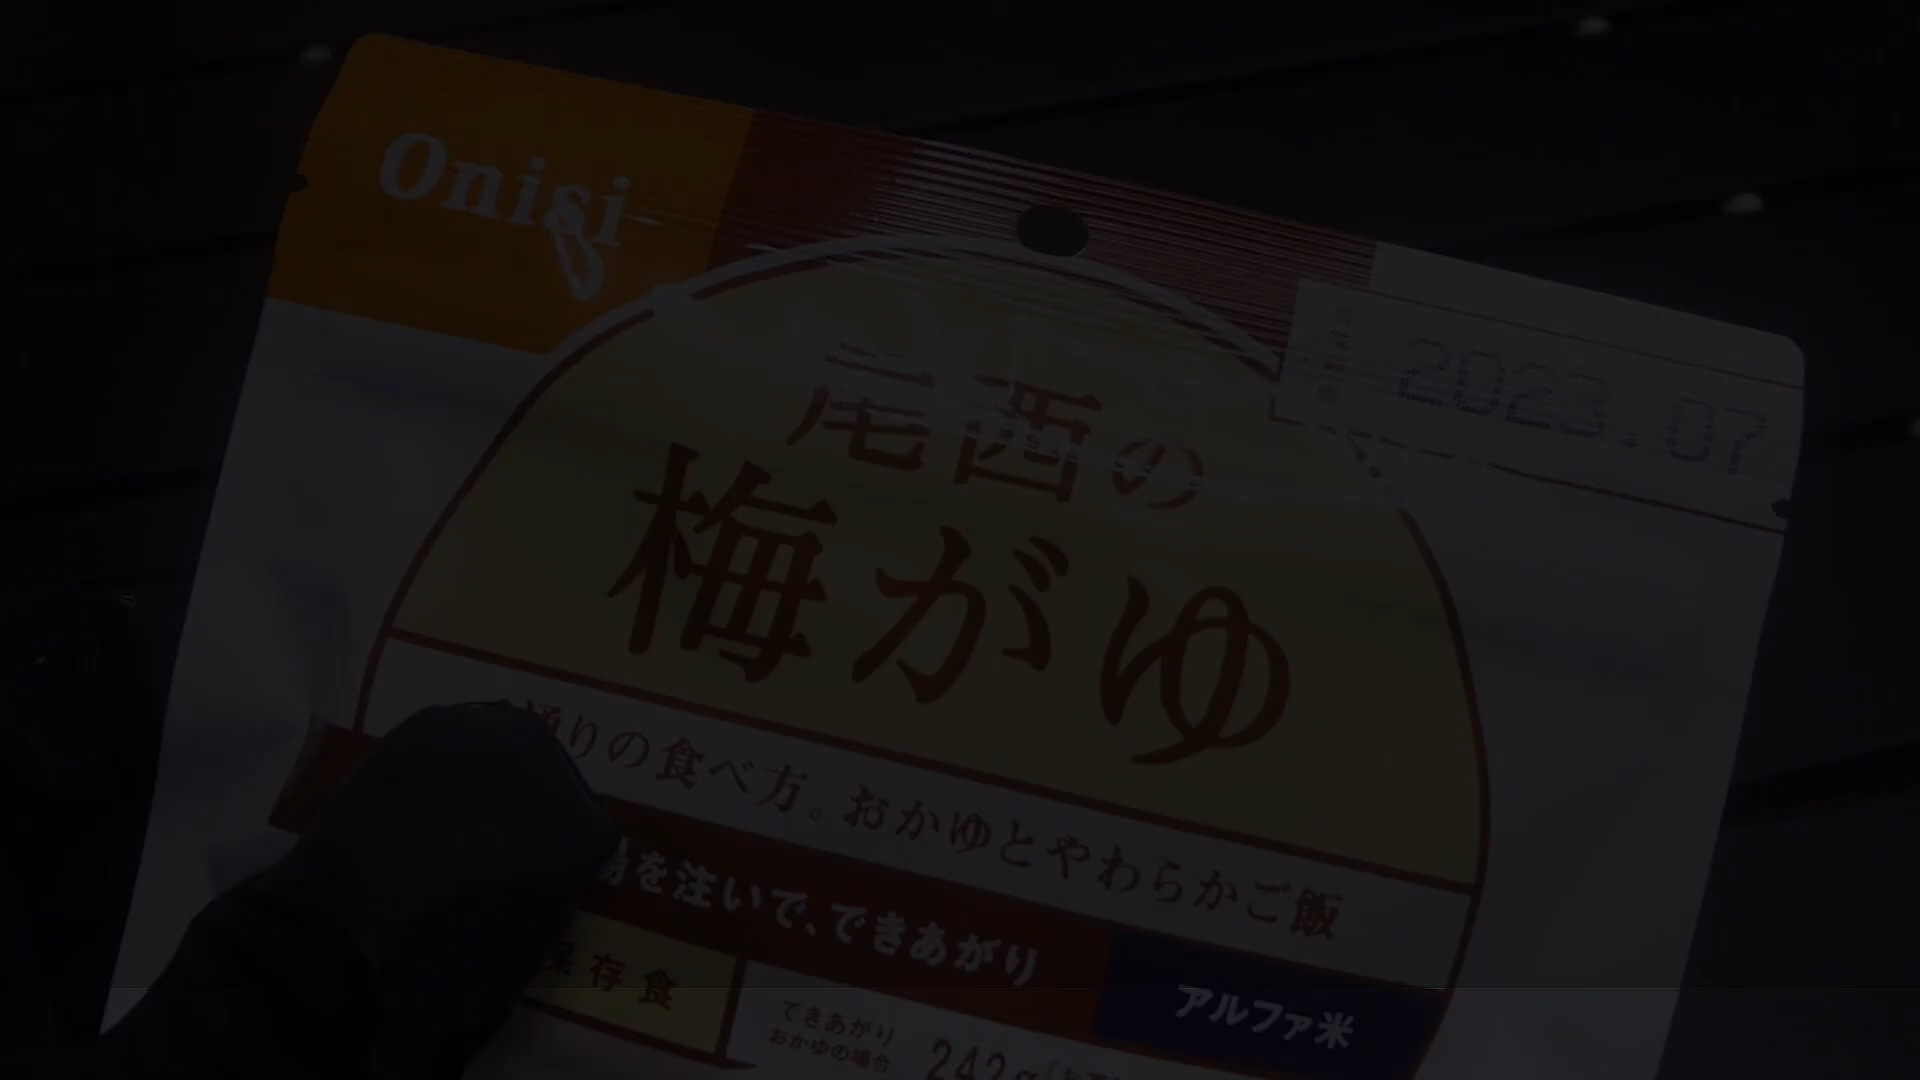 Onisi
2023.07
尾西の
梅がゆ
通りの食べ方。おかゆとやわらかご飯
を注いで、できあがり
保存食
アルファ米
できあがり
おかゆの場合
242g